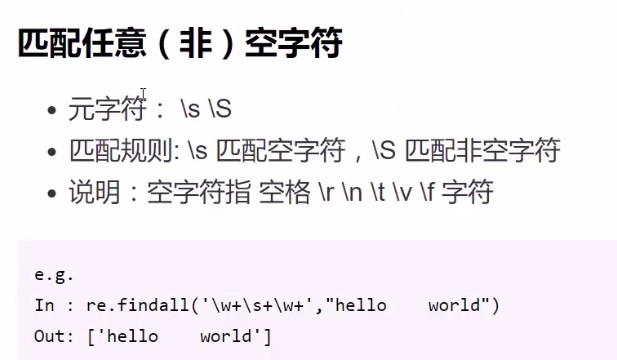 匹配任意（非）空字符
• 元字符： \s \S
• 匹配规则: \s 匹配空字符，\S 匹配非空字符
• 说明：空字符指 空格 \r \n \t \v \f 字符
e.g.
In : re.findall('\w+\s+\w+',"hello    world")
Out: ['hello    world']